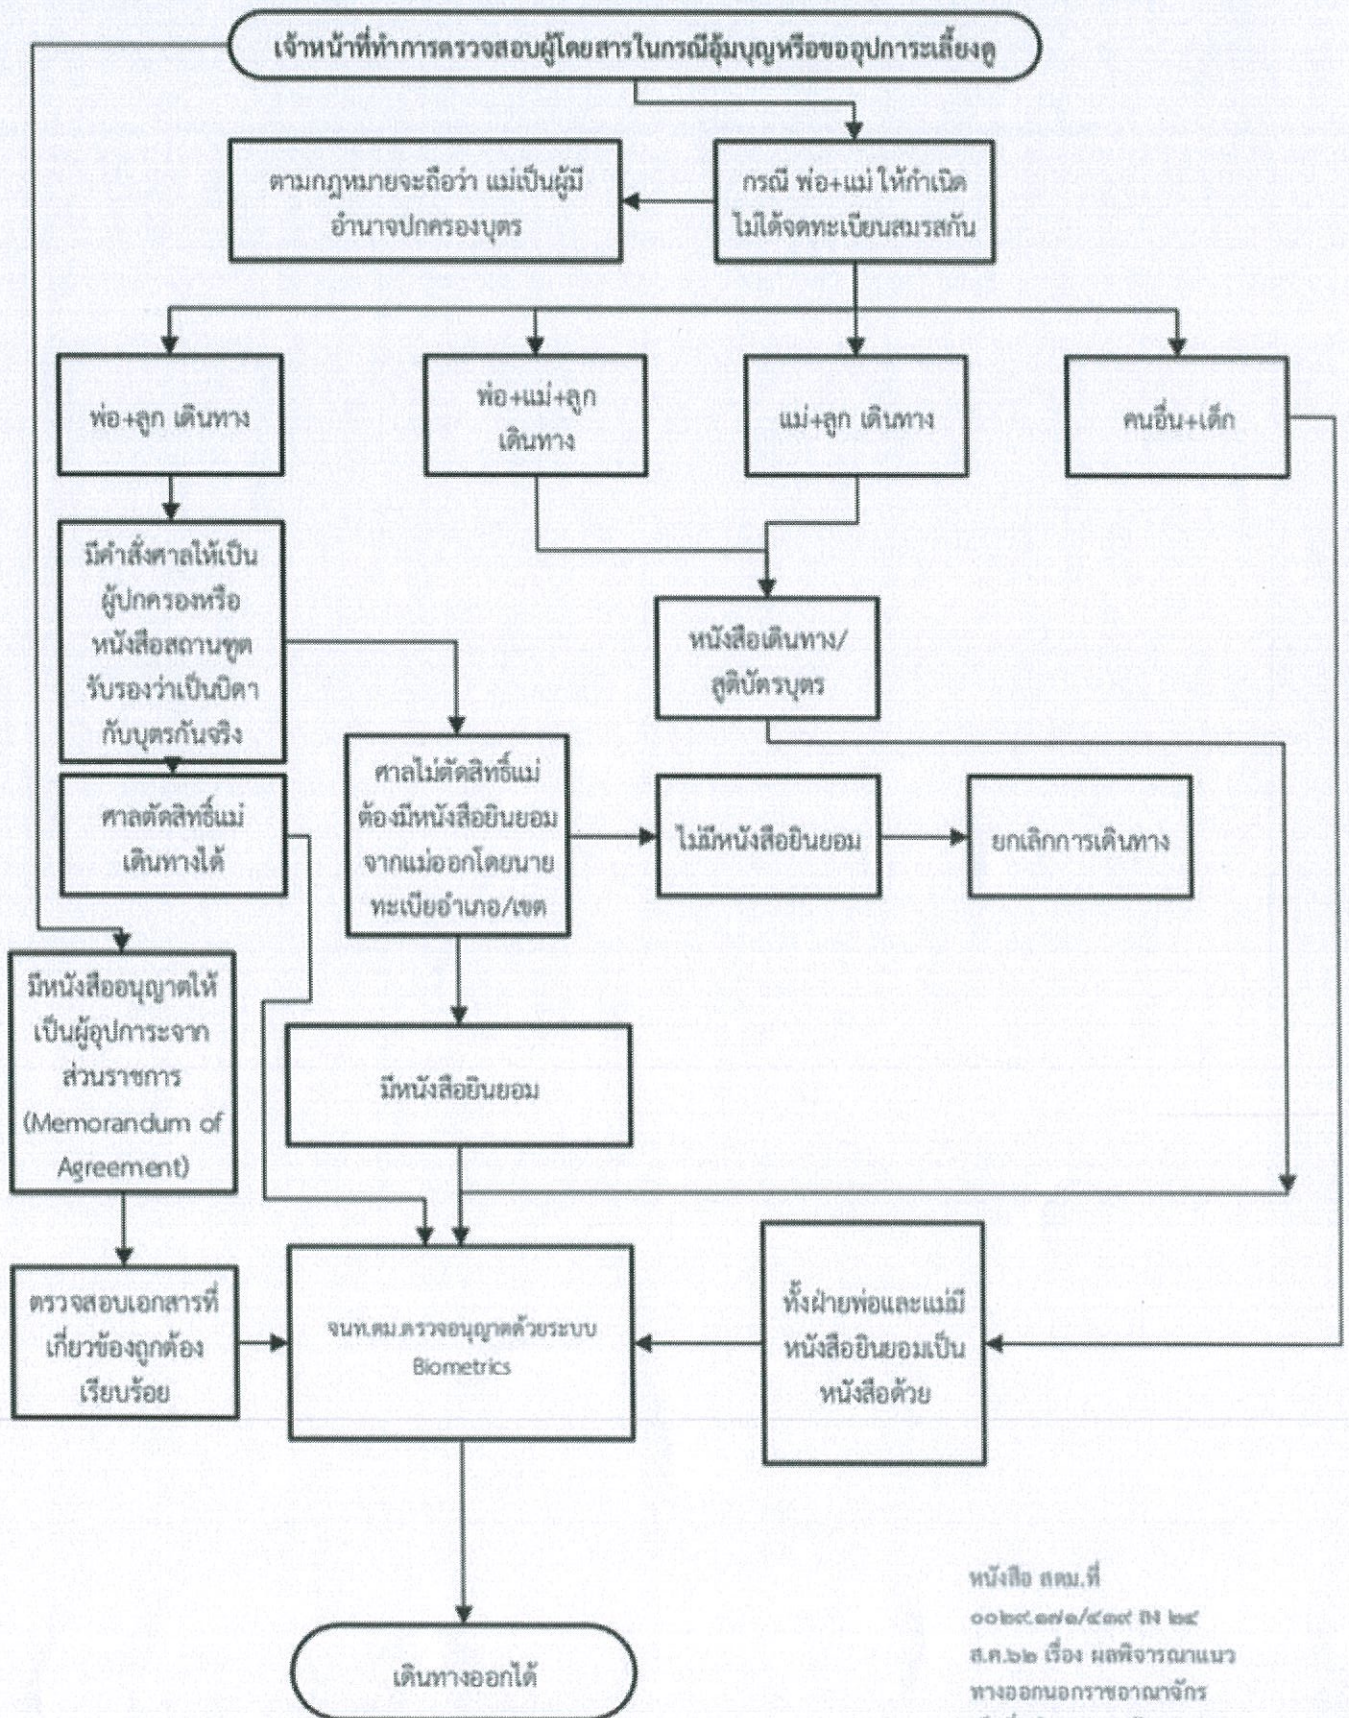 เจ้าหน้าที่ทำการตรวจสอบผู้โดยสารในกรณีอุ้มบุญหรือขออุปการะเลี้ยงดู
ตามกฎหมายจะถือว่า แม่เป็นผู้มี
อำนาจปกครองบุตร
กรณี พ่อ+แม่ ให้กำเนิด
ไม่ได้จดทะเบียนสมรสกัน
พ่อ+ลูก เดินทาง
พ่อ+แม่+ลูก
เดินทาง
แม่+ลูก เดินทาง
คนอื่น+เด็ก
มีคำสั่งศาลให้เป็น
ผู้ปกครองหรือ
หนังสือสถานฑูต
รับรองว่าเป็นบิดา
กับบุตรกันจริง
หนังสือเดินทาง/
สูติบัตรบุตร
ศาลตัดสิทธิ์แม่
เดินทางได้
ศาลไม่ตัดสิทธิ์แม่
ต้องมีหนังสือยินยอม
จากแม่ออกโดยนาย
ทะเบียอำเภอ/เขต
ไม่มีหนังสือยินยอม
ยกเลิกการเดินทาง
มีหนังสืออนุญาตให้
เป็นผู้อุปการะจาก
ส่วนราชการ
(Memorandum of
Agreement)
มีหนังสือยินยอม
ตรวจสอบเอกสารที่
เกี่ยวข้องถูกต้อง
เรียบร้อย
จนท.ตม.ตรวจอนุญาตด้วยระบบ
Biometrics
ทั้งฝ่ายพ่อและแม่มี
หนังสือยินยอมเป็น
หนังสือด้วย
เดินทางออกได้
หนังสือ สตม.ที่
ลง ๒๕
ส.ค.๖๒ เรื่อง ผลพิจารณาแนว
ทางออกนอกราชอาณาจักร